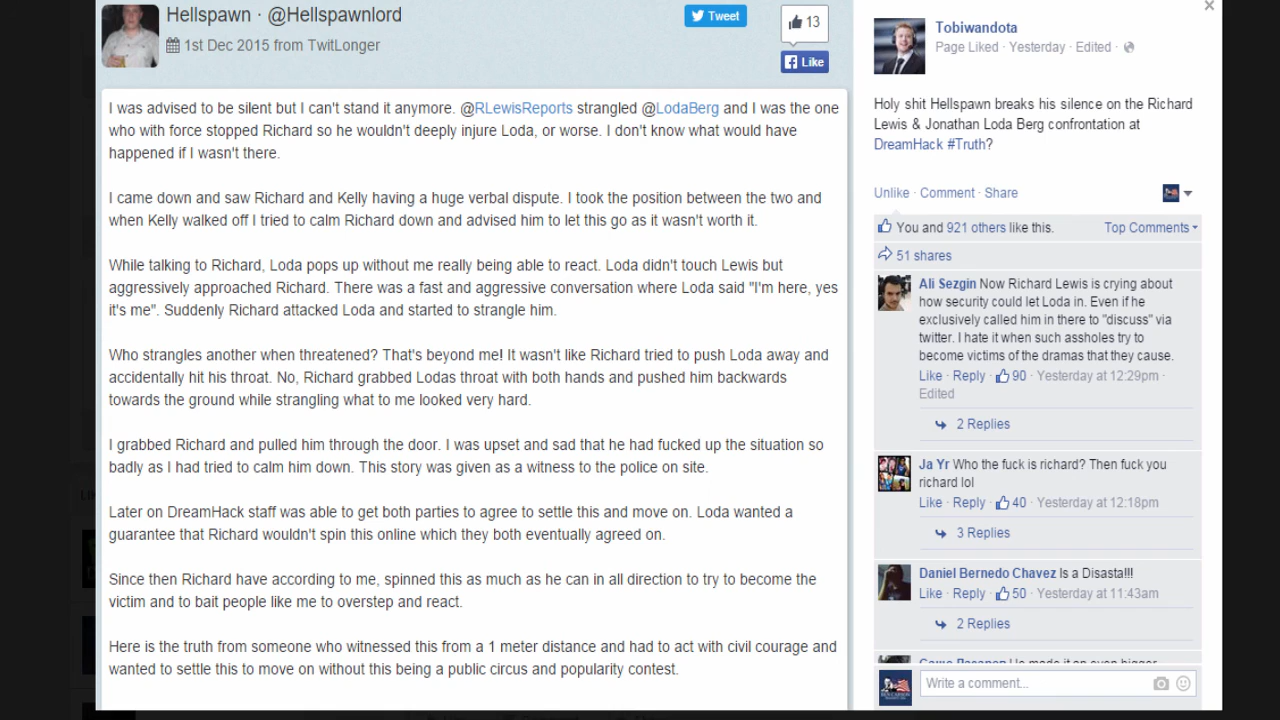 Hellspawn · @Hellspawnlord
1st Dec 2015 from TwitLonger
Tweet
13
Like
I was advised to be silent but I can't stand it anymore. @RLewisReports strangled @LodaBerg and I was the one
who with force stopped Richard so he wouldn't deeply injure Loda, or worse. I don't know what would have
happened if I wasn't there.
I came down and saw Richard and Kelly having a huge verbal dispute. I took the position between the two and
when Kelly walked off I tried to calm Richard down and advised him to let this go as it wasn't worth it.
While talking to Richard, Loda pops up without me really being able to react. Loda didn't touch Lewis but
aggressively approached Richard. There was a fast and aggressive conversation where Loda said "I'm here, yes
it's me". Suddenly Richard attacked Loda and started to strangle him.
Who strangles another when threatened? That's beyond me! It wasn't like Richard tried to push Loda away and
accidentally hit his throat. No, Richard grabbed Lodas throat with both hands and pushed him backwards
towards the ground while strangling what to me looked very hard.
I grabbed Richard and pulled him through the door. I was upset and sad that he had fucked up the situation so
badly as I had tried to calm him down. This story was given as a witness to the police on site.
Later on DreamHack staff was able to get both parties to agree to settle this and move on. Loda wanted a
guarantee that Richard wouldn't spin this online which they both eventually agreed on.
Since then Richard have according to me, spinned this as much as he can in all direction to try to become the
victim and to bait people like me to overstep and react.
Here is the truth from someone who witnessed this from a 1 meter distance and had to act with civil courage and
wanted to settle this to move on without this being a public circus and popularity contest.
Tobiwandota
Page Liked · Yesterday · Edited ·
Holy shit Hellspawn breaks his silence on the Richard
Lewis & Jonathan Loda Berg confrontation at
DreamHack #Truth?
Unlike · Comment · Share
You and 921 others like this.
Top Comments
51 shares
Ali Sezgin Now Richard Lewis is crying about
how security could let Loda in. Even if he
exclusively called him in there to "discuss" via
twitter. I hate it when such assholes try to
become victims of the dramas that they cause.
Like · Reply · 90 · Yesterday at 12:29pm ·
Edited
2 Replies
Ja Yr Who the fuck is richard? Then fuck you
richard lol
Like · Reply · 40 · Yesterday at 12:18pm
3 Replies
Daniel Bernedo Chavez Is a Disasta!!!
Like · Reply · 50 · Yesterday at 11:43am
2 Replies
Write a comment...